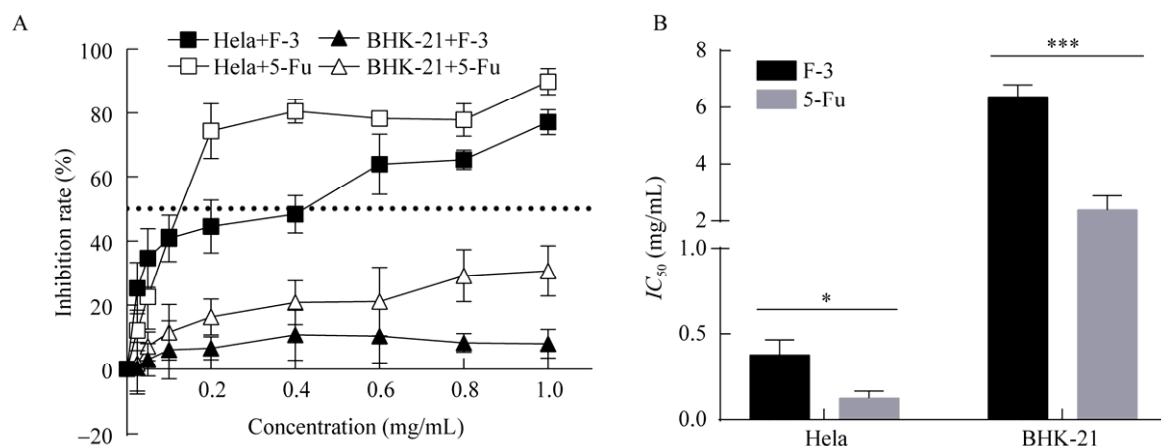 A
100
80
60
40
20
0
−20
Inhibition rate (%)
Hela+F-3
BHK-21+F-3
Hela+5-Fu
BHK-21+5-Fu
0.2
0.4
0.6
0.8
1.0
Concentration (mg/mL)
B
8
6
4
2
1.0
0.5
0.0
IC50 (mg/mL)
F-3
5-Fu
*
***
Hela
BHK-21